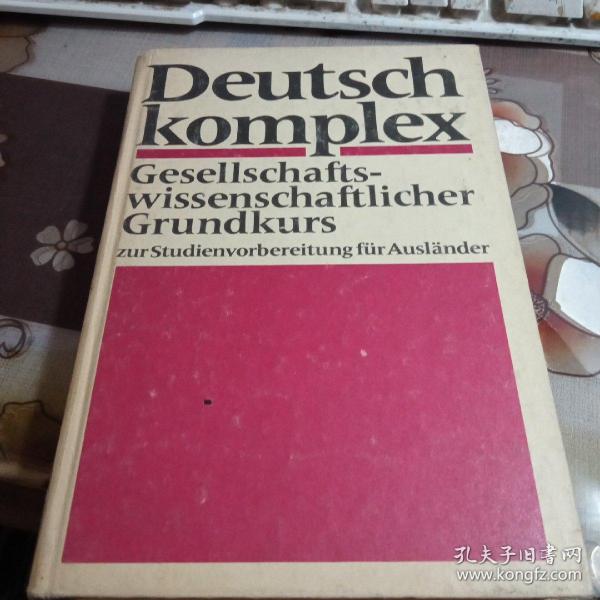 Deutsch
komplex
Gesellschafts-
wissenschaftlicher
Grundkurs
zur Studienvorbereitung für Ausländer
孔夫子旧书网
www.kongfz.com